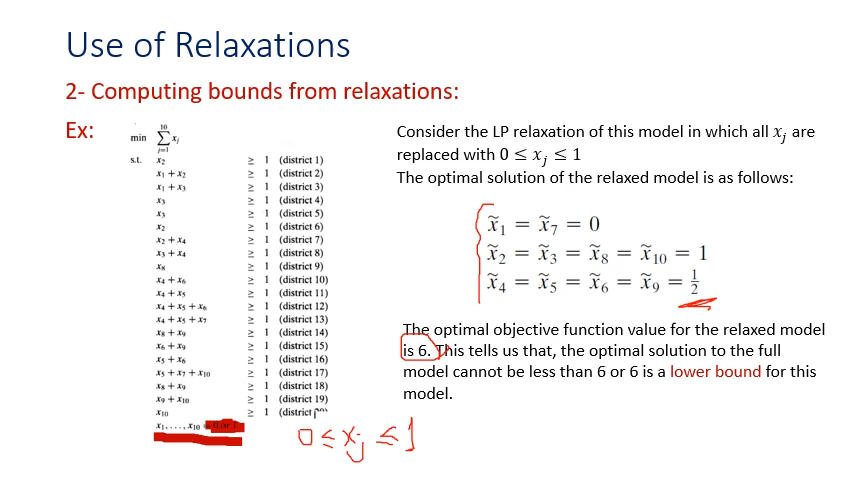 Use of Relaxations
2- Computing bounds from relaxations:
Ex:
min ∑_{j=1}^{10} x_j
s.t. x₂ ≥ 1 (district 1)
x₁ + x₂ ≥ 1 (district 2)
x₁ + x₃ ≥ 1 (district 3)
x₃ ≥ 1 (district 4)
x₃ ≥ 1 (district 5)
x₂ ≥ 1 (district 6)
x₂ + x₄ ≥ 1 (district 7)
x₃ + x₄ ≥ 1 (district 8)
x₈ ≥ 1 (district 9)
x₄ + x₆ ≥ 1 (district 10)
x₄ + x₅ ≥ 1 (district 11)
x₄ + x₅ + x₆ ≥ 1 (district 12)
x₄ + x₅ + x₇ ≥ 1 (district 13)
x₈ + x₉ ≥ 1 (district 14)
x₆ + x₉ ≥ 1 (district 15)
x₅ + x₆ ≥ 1 (district 16)
x₅ + x₇ + x₁₀ ≥ 1 (district 17)
x₈ + x₉ ≥ 1 (district 18)
x₉ + x₁₀ ≥ 1 (district 19)
x₁₀ ≥ 1 (district
x₁, . . . , x₁₀ = 0 or 1
0 ≤ x_j ≤ 1
Consider the LP relaxation of this model in which all x_j are
replaced with 0 ≤ x_j ≤ 1
The optimal solution of the relaxed model is as follows:
x̃₁ = x̃₇ = 0
x̃₂ = x̃₃ = x̃₈ = x̃₁₀ = 1
x̃₄ = x̃₅ = x̃₆ = x̃₉ = 1/2
The optimal objective function value for the relaxed model
is 6. This tells us that, the optimal solution to the full
model cannot be less than 6 or 6 is a lower bound for this
model.